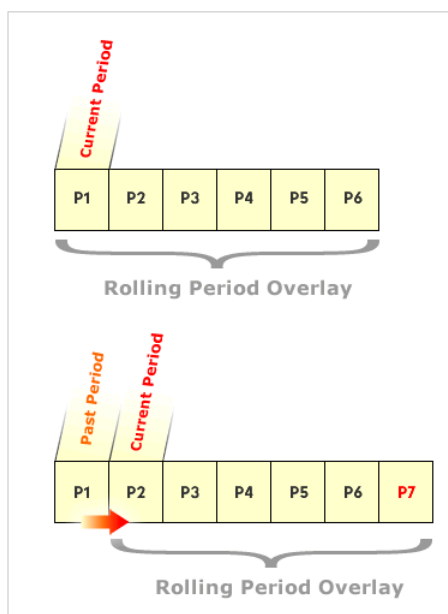 Current Period
P1 P2 P3 P4 P5 P6
Rolling Period Overlay
Past Period Current Period
P1 P2 P3 P4 P5 P6 P7
Rolling Period Overlay